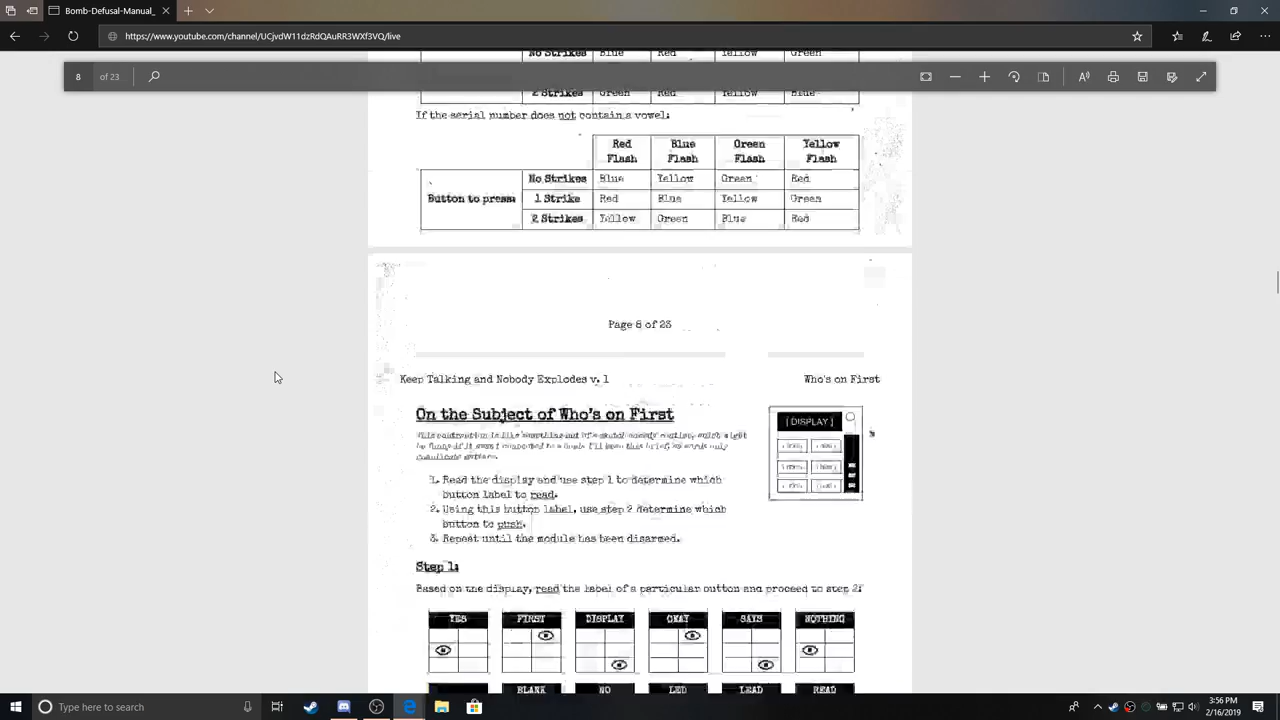 Bomb-Defusal-Manual_
https://www.youtube.com/channel/UCjvdW11dzRdQAuRR3WXf3VQ/live
No Strikes Blue Red Yellow Green
8 of 23
2 Strikes Green Red Yellow Blue
If the serial number does not contain a vowel:
Red Flash Blue Flash Green Flash Yellow Flash
No Strikes Blue Yellow Green Red
Button to press: 1 Strike Red Blue Yellow Green
2 Strikes Yellow Green Blue Red
Page 8 of 23
Keep Talking and Nobody Explodes v. 1 Who's on First
On the Subject of Who's on First
[DISPLAY]
1. Read the display and use step 1 to determine which
button label to read.
2. Using this button label, use step 2 determine which
button to push.
3. Repeat until the module has been disarmed.
Step 1:
Based on the display, read the label of a particular button and proceed to step 2:
YES FIRST DISPLAY OKAY SAYS NOTHING
BLANK NO LED LEAD READ
Type here to search
3:56 PM
2/16/2019